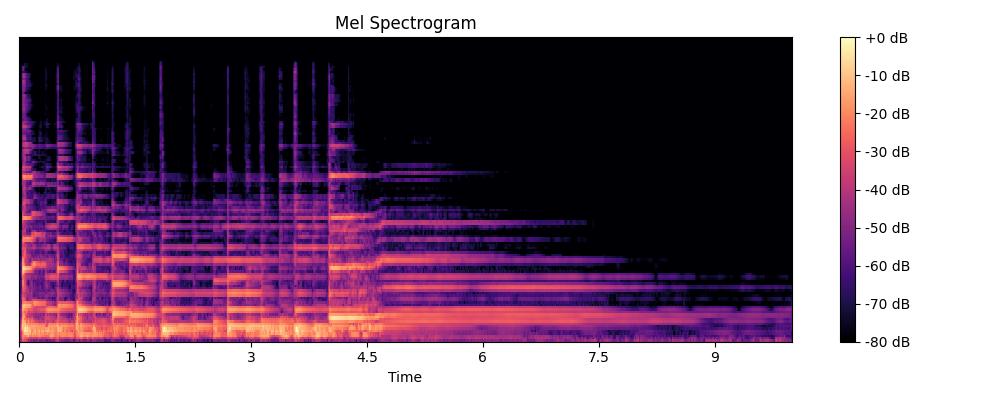 Mel Spectrogram
+0 dB
-10 dB
-20 dB
-30 dB
-40 dB
-50 dB
-60 dB
-70 dB
-80 dB
0 1.5 3 4.5 6 7.5 9
Time